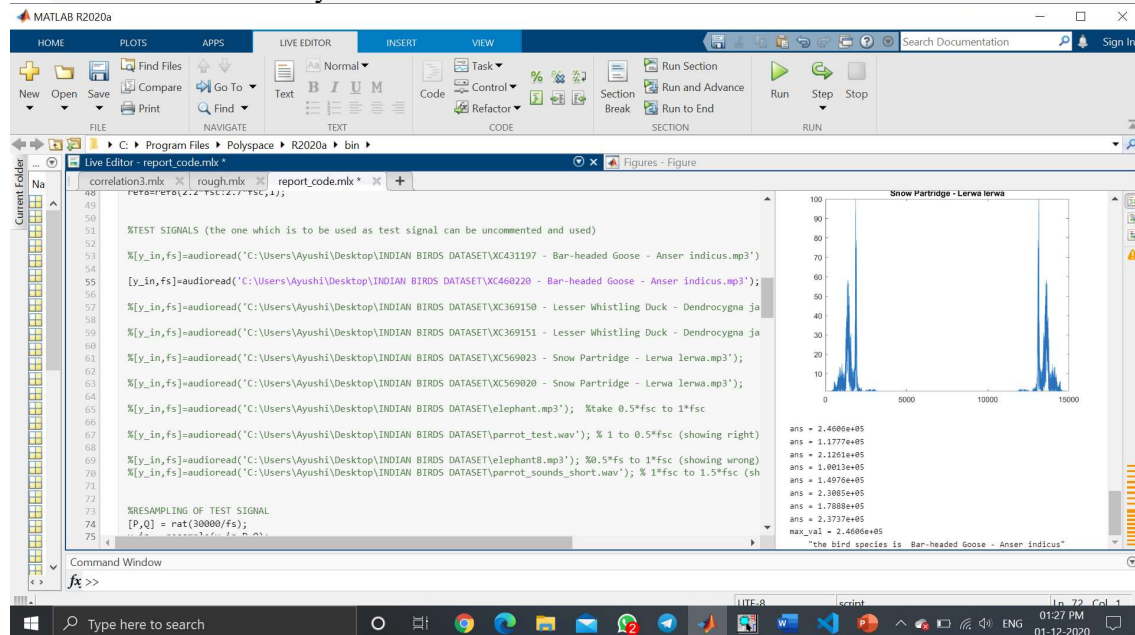 MATLAB R2020a
HOME PLOTS APPS LIVE EDITOR INSERT VIEW Search Documentation Sign In
New Open Save Find Files Compare Print Go To Find Text Normal B I U M Code Task Control Refactor Section Break Run Section Run and Advance Run to End Run Step Stop
FILE NAVIGATE TEXT CODE SECTION RUN
C: Program Files Polyspace R2020a bin
Current Folder
Na
Live Editor - report_code.mlx * Figures - Figure
correlation3.mlx rough.mlx report_code.mlx * +
48 ref8=ref8(2.2*fsc:2.7*fsc,1);
49
50
51 %TEST SIGNALS (the one which is to be used as test signal can be uncommented and used)
52
53 %[y_in,fs]=audioread('C:\Users\Ayushi\Desktop\INDIAN BIRDS DATASET\XC431197 - Bar-headed Goose - Anser indicus.mp3')
54
55 [y_in,fs]=audioread('C:\Users\Ayushi\Desktop\INDIAN BIRDS DATASET\XC460220 - Bar-headed Goose - Anser indicus.mp3');
56
57 %[y_in,fs]=audioread('C:\Users\Ayushi\Desktop\INDIAN BIRDS DATASET\XC369150 - Lesser Whistling Duck - Dendrocygna ja
58
59 %[y_in,fs]=audioread('C:\Users\Ayushi\Desktop\INDIAN BIRDS DATASET\XC369151 - Lesser Whistling Duck - Dendrocygna ja
60
61 %[y_in,fs]=audioread('C:\Users\Ayushi\Desktop\INDIAN BIRDS DATASET\XC569023 - Snow Partridge - Lerwa lerwa.mp3');
62
63 %[y_in,fs]=audioread('C:\Users\Ayushi\Desktop\INDIAN BIRDS DATASET\XC569020 - Snow Partridge - Lerwa lerwa.mp3');
64
65 %[y_in,fs]=audioread('C:\Users\Ayushi\Desktop\INDIAN BIRDS DATASET\elephant.mp3'); %take 0.5*fsc to 1*fsc
66
67 %[y_in,fs]=audioread('C:\Users\Ayushi\Desktop\INDIAN BIRDS DATASET\parrot_test.wav'); % 1 to 0.5*fsc (showing right)
68
69 %[y_in,fs]=audioread('C:\Users\Ayushi\Desktop\INDIAN BIRDS DATASET\elephant8.mp3'); %0.5*fs to 1*fsc (showing wrong)
70 %[y_in,fs]=audioread('C:\Users\Ayushi\Desktop\INDIAN BIRDS DATASET\parrot_sounds_short.wav'); % 1*fsc to 1.5*fsc (sh
71
72
73 %RESAMPLING OF TEST SIGNAL
74 [P,Q] = rat(30000/fs);
75
Snow Partridge - Lerwa lerwa
100
90
80
70
60
50
40
30
20
10
0 5000 10000 15000
ans = 2.4606e+05
ans = 1.1777e+05
ans = 2.1261e+05
ans = 1.0013e+05
ans = 1.4976e+05
ans = 2.3085e+05
ans = 1.7888e+05
ans = 2.3737e+05
max_val = 2.4606e+05
"the bird species is Bar-headed Goose - Anser indicus"
Command Window
fx >>
UTF-8 script Ln 72 Col 1
Type here to search 2 ENG 01:27 PM
01-12-2020